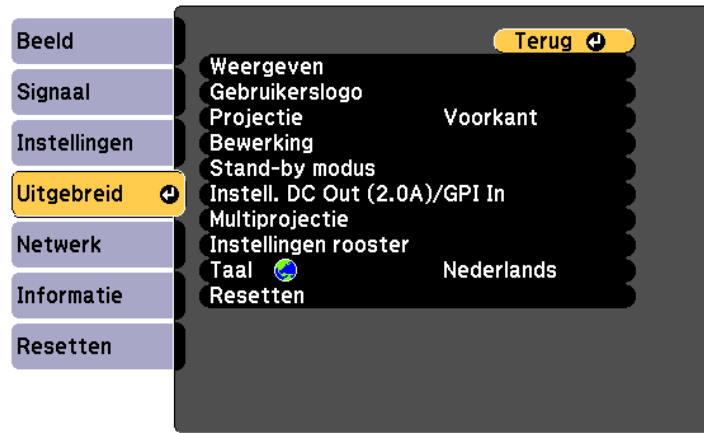 Beeld
Signaal
Instellingen
Uitgebreid
Netwerk
Informatie
Resetten
Terug
Weergeven
Gebruikerslogo
Projectie Voorkant
Bewerking
Stand-by modus
Instell. DC Out (2.0A)/GPI In
Multiprojectie
Instellingen rooster
Taal Nederlands
Resetten